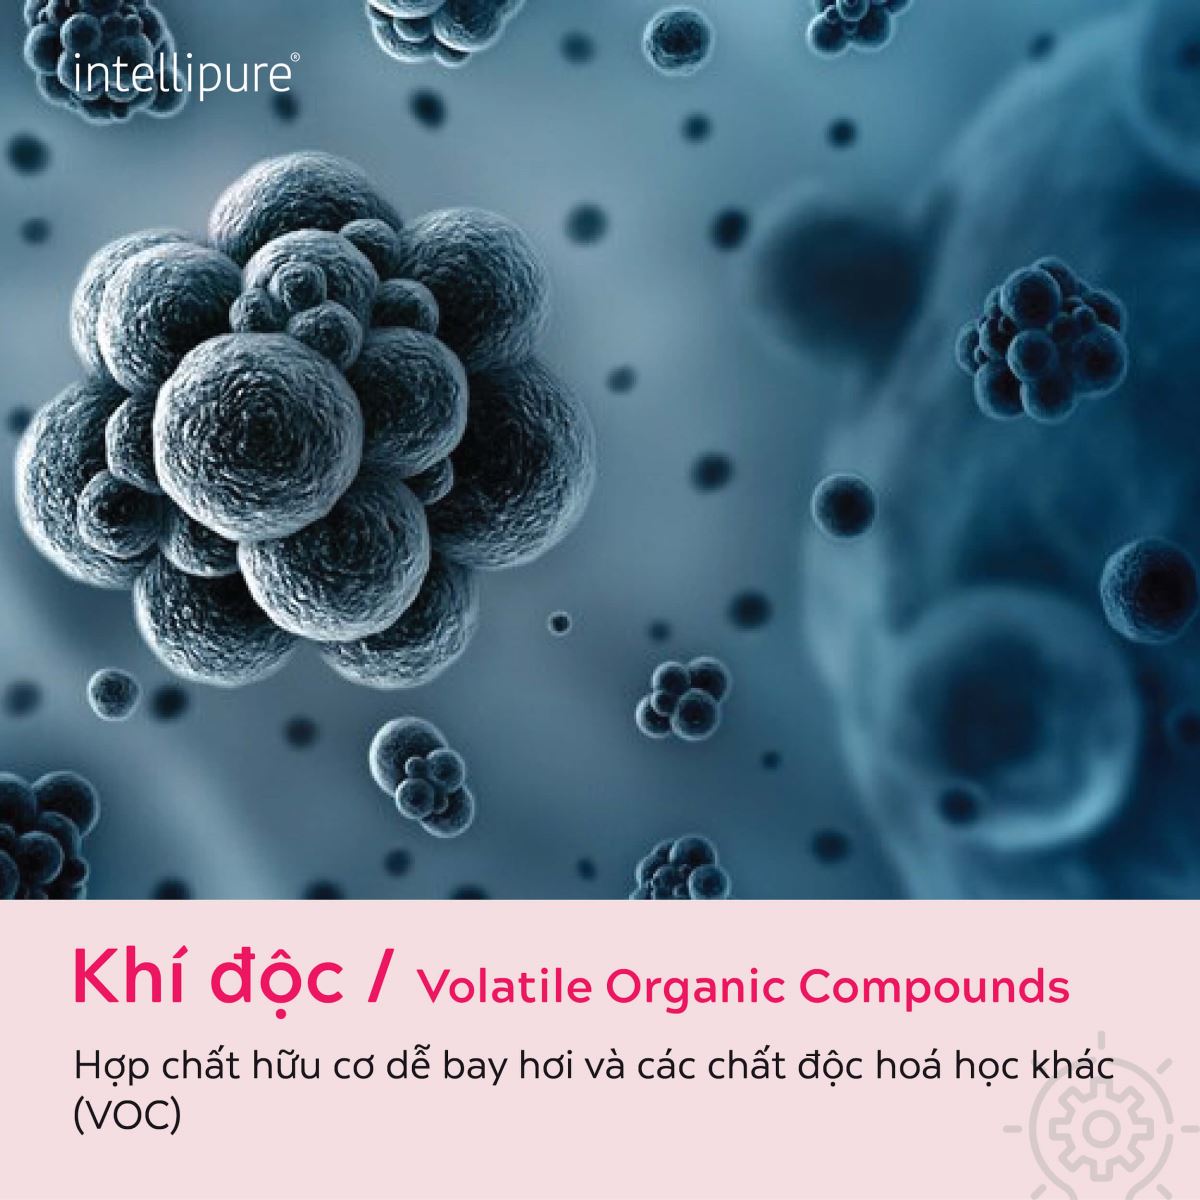 intellipure®
Khí độc / Volatile Organic Compounds
Hợp chất hữu cơ dễ bay hơi và các chất độc hoá học khác
(VOC)